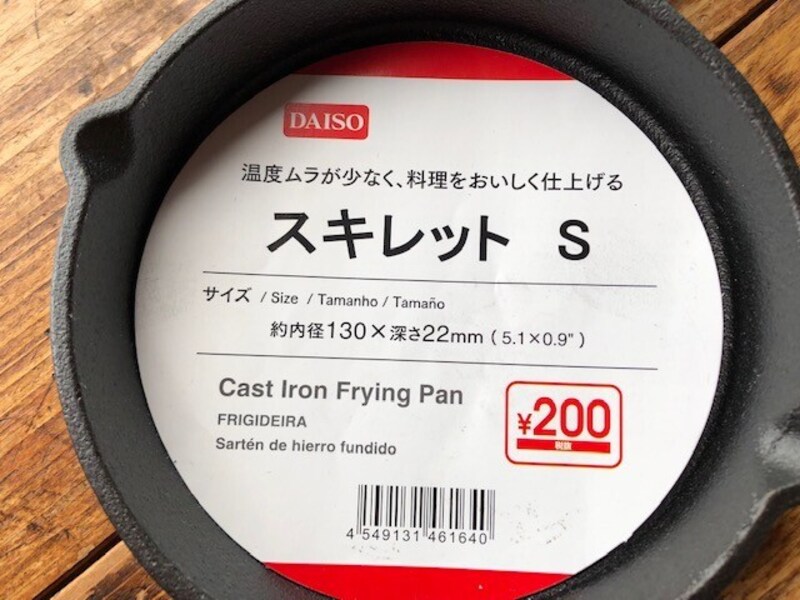 DAISO
温度ムラが少なく、料理をおいしく仕上げる
スキレット S
サイズ / Size / Tamanho / Tamaño
約内径130×深さ22mm ( 5.1×0.9" )
Cast Iron Frying Pan
FRIGIDEIRA
Sartén de hierro fundido
¥200
税抜
4 549131 461640